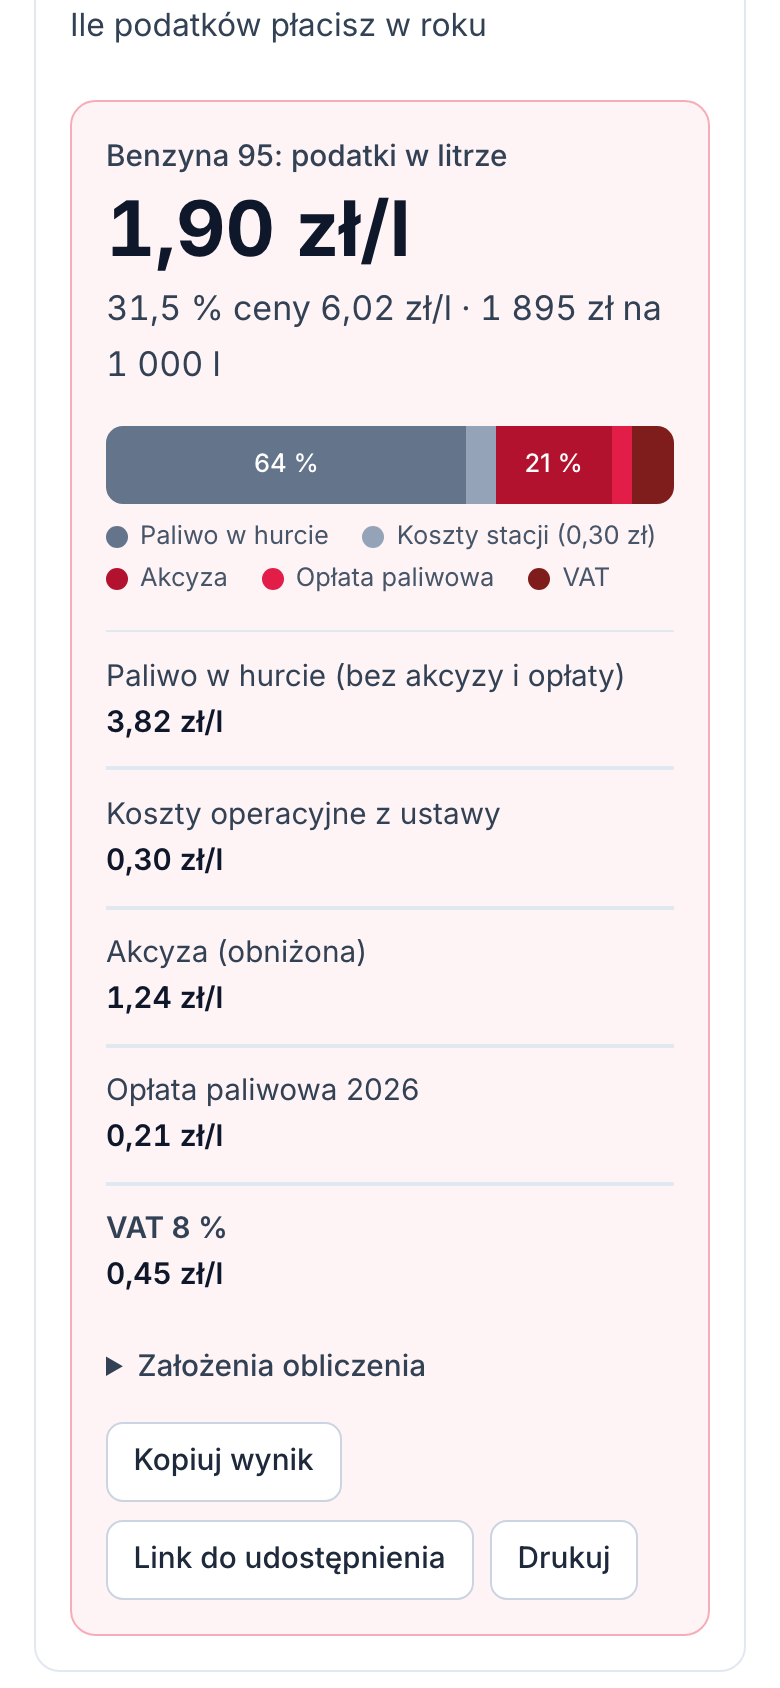 Ile podatków płacisz w roku
Benzyna 95: podatki w litrze
1,90 zł/l
31,5 % ceny 6,02 zł/l · 1 895 zł na
1 000 l
64 %
21 %
Paliwo w hurcie
Koszty stacji (0,30 zł)
Akcyza
Opłata paliwowa
VAT
Paliwo w hurcie (bez akcyzy i opłaty)
3,82 zł/l
Koszty operacyjne z ustawy
0,30 zł/l
Akcyza (obniżona)
1,24 zł/l
Opłata paliwowa 2026
0,21 zł/l
VAT 8 %
0,45 zł/l
Założenia obliczenia
Kopiuj wynik
Link do udostępnienia
Drukuj